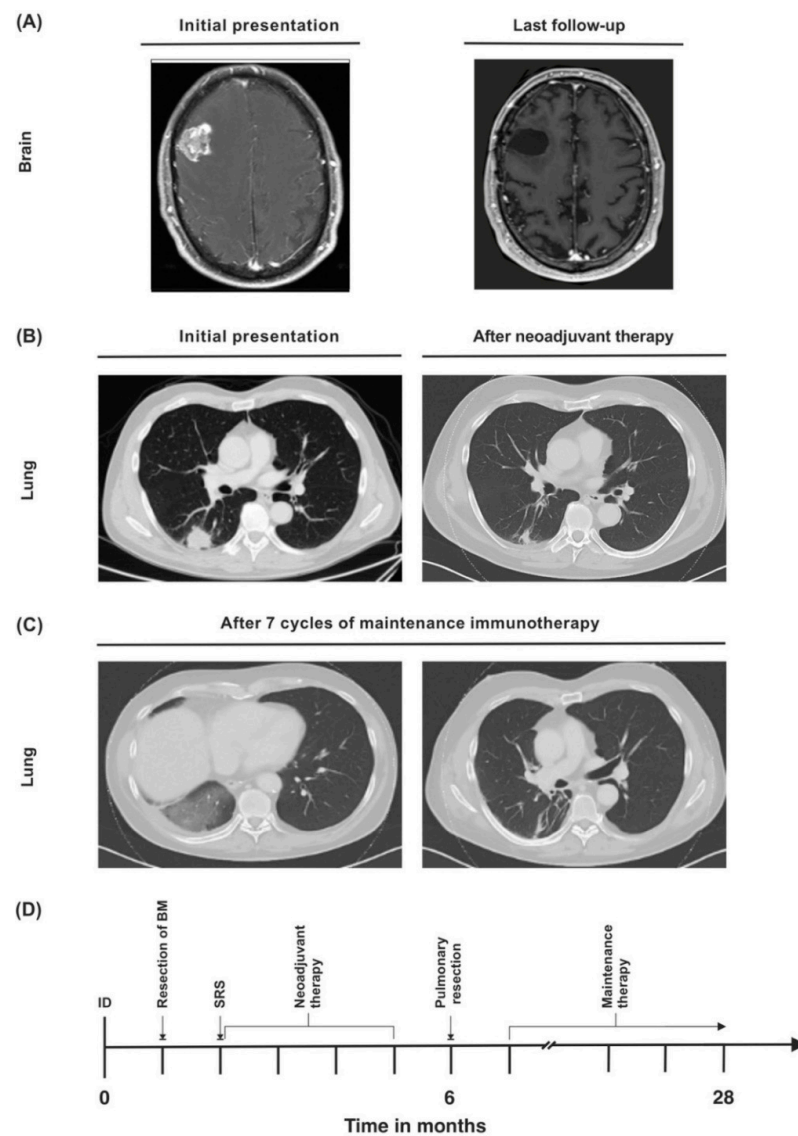 (A)
Initial presentation
Last follow-up
Brain
(B)
Initial presentation
After neoadjuvant therapy
Lung
(C)
After 7 cycles of maintenance immunotherapy
Lung
(D)
ID
Resection of BM
SRS
Neoadjuvant
therapy
Pulmonary
resection
Maintenance
therapy
0
6
28
Time in months